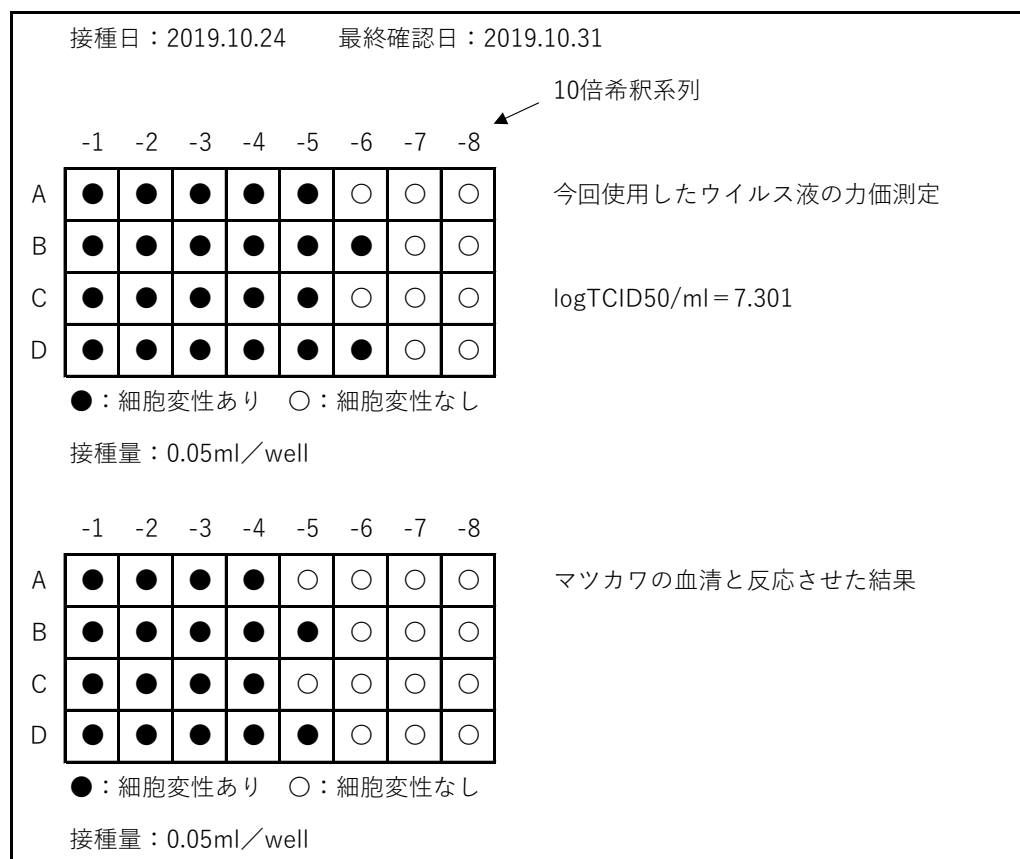 接種日：2019.10.24　　最終確認日：2019.10.31
10倍希釈系列
-1 -2 -3 -4 -5 -6 -7 -8
A ● ● ● ● ● ○ ○ ○ 今回使用したウイルス液の力価測定
B ● ● ● ● ● ● ○ ○
C ● ● ● ● ● ○ ○ ○ logTCID50/ml＝7.301
D ● ● ● ● ● ● ○ ○
●：細胞変性あり　○：細胞変性なし
接種量：0.05ml／well
-1 -2 -3 -4 -5 -6 -7 -8
A ● ● ● ● ○ ○ ○ ○ マツカワの血清と反応させた結果
B ● ● ● ● ● ○ ○ ○
C ● ● ● ● ○ ○ ○ ○
D ● ● ● ● ● ○ ○ ○
●：細胞変性あり　○：細胞変性なし
接種量：0.05ml／well